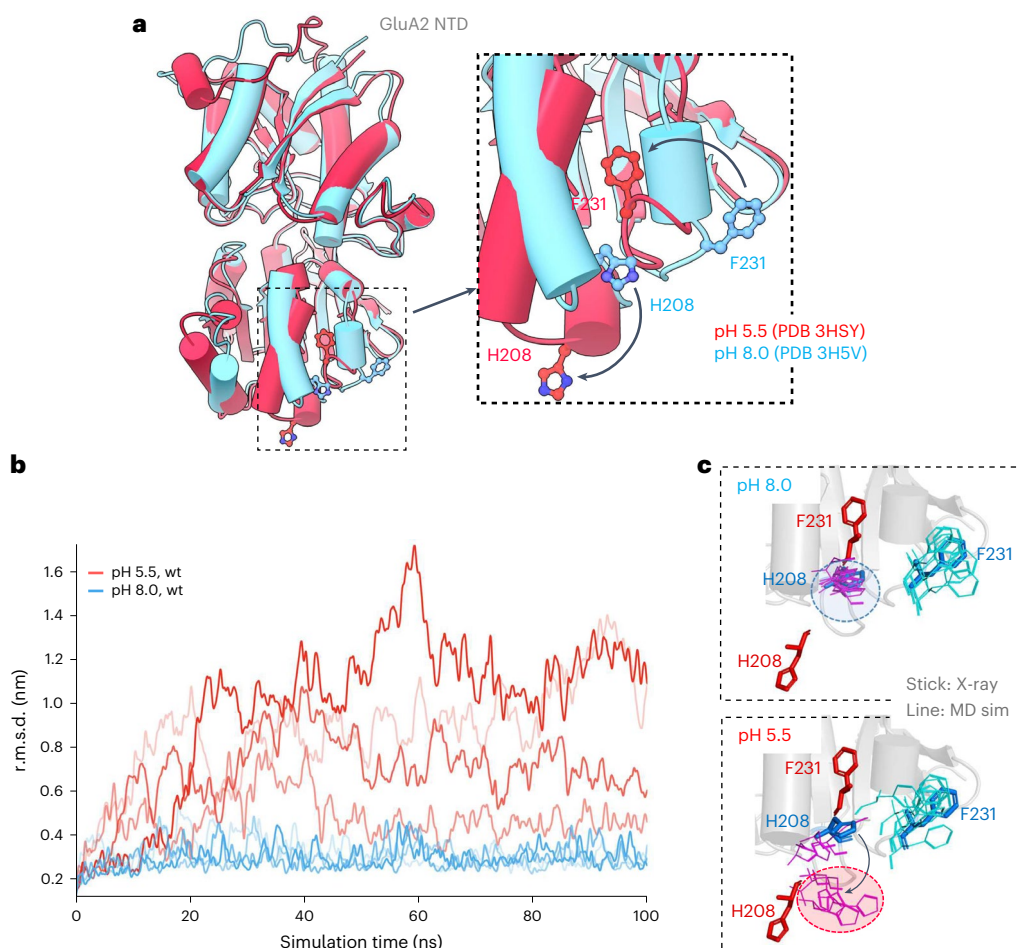 a
GluA2 NTD
F231
F231
H208
H208
pH 5.5 (PDB 3HSY)
pH 8.0 (PDB 3H5V)
b
r.m.s.d. (nm)
1.6
1.4
1.2
1.0
0.8
0.6
0.4
0.2
pH 5.5, wt
pH 8.0, wt
0
20
40
60
80
100
Simulation time (ns)
c
pH 8.0
F231
F231
H208
H208
Stick: X-ray
Line: MD sim
pH 5.5
F231
H208
F231
H208